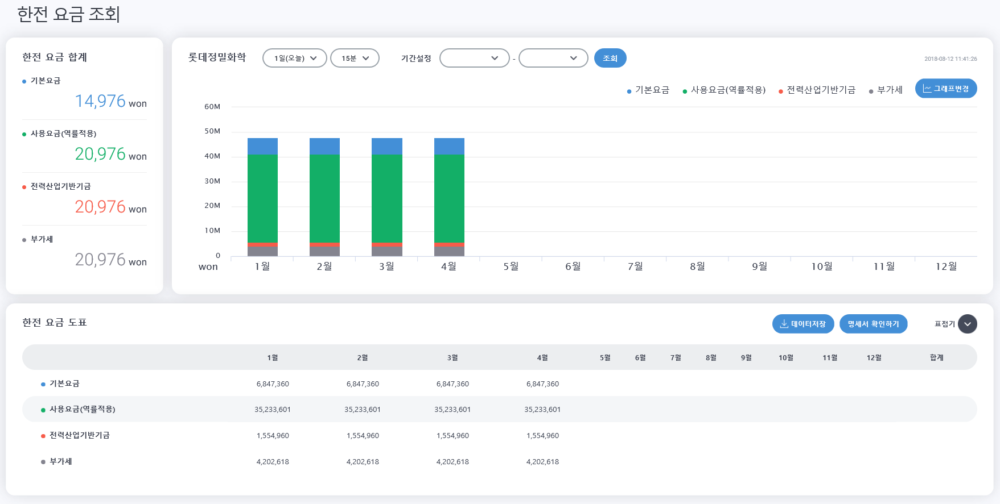 한전 요금 조회
한전 요금 합계
기본요금
14,976 won
사용요금(역률적용)
20,976 won
전력산업기반기금
20,976 won
부가세
20,976 won
롯데정밀화학 1일(오늘) 15분 기간설정 - 조회 2018-08-12 11:41:26
기본요금 사용요금(역률적용) 전력산업기반기금 부가세 그래프변경
60M
50M
40M
30M
20M
10M
0
won 1월 2월 3월 4월 5월 6월 7월 8월 9월 10월 11월 12월
한전 요금 도표 데이터저장 명세서 확인하기 표접기
1월 2월 3월 4월 5월 6월 7월 8월 9월 10월 11월 12월 합계
기본요금 6,847,360 6,847,360 6,847,360 6,847,360
사용요금(역률적용) 35,233,601 35,233,601 35,233,601 35,233,601
전력산업기반기금 1,554,960 1,554,960 1,554,960 1,554,960
부가세 4,202,618 4,202,618 4,202,618 4,202,618